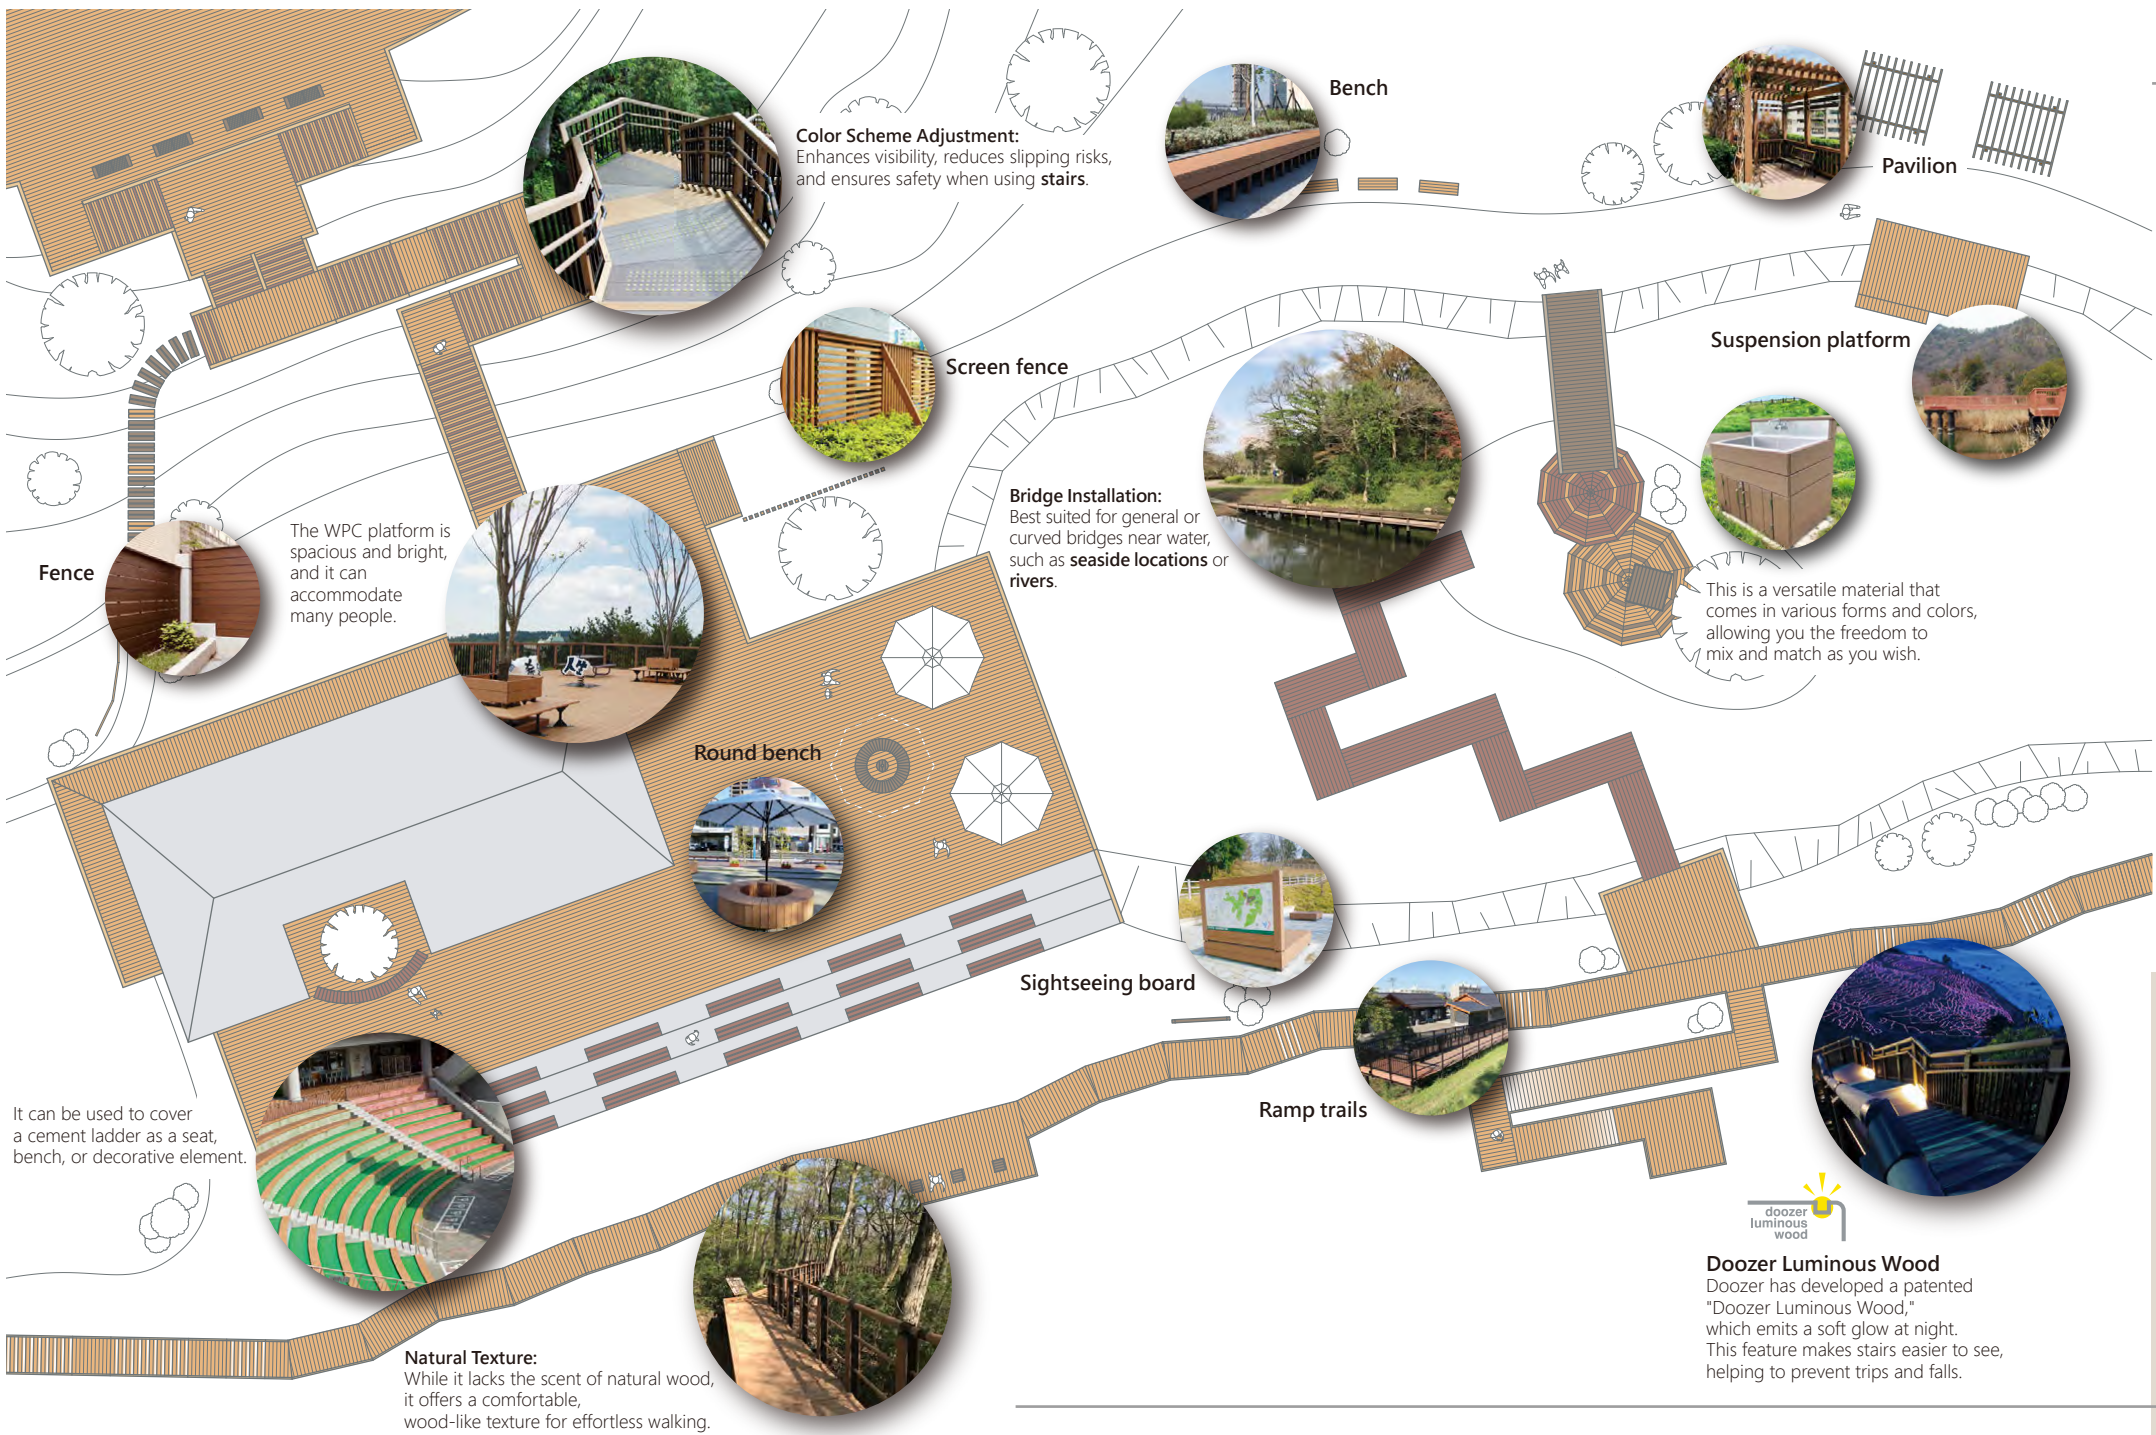 Bench
Color Scheme Adjustment:
Enhances visibility, reduces slipping risks,
and ensures safety when using stairs.
Pavilion
Suspension platform
Screen fence
Bridge Installation:
Best suited for general or
curved bridges near water,
such as seaside locations or
rivers.
The WPC platform is
spacious and bright,
and it can
accommodate
many people.
Fence
人生
This is a versatile material that
comes in various forms and colors,
allowing you the freedom to
mix and match as you wish.
Round bench
Sightseeing board
Ramp trails
It can be used to cover
a cement ladder as a seat,
bench, or decorative element.
doozer
luminous
wood
Doozer Luminous Wood
Doozer has developed a patented
"Doozer Luminous Wood,"
which emits a soft glow at night.
This feature makes stairs easier to see,
helping to prevent trips and falls.
Natural Texture:
While it lacks the scent of natural wood,
it offers a comfortable,
wood-like texture for effortless walking.